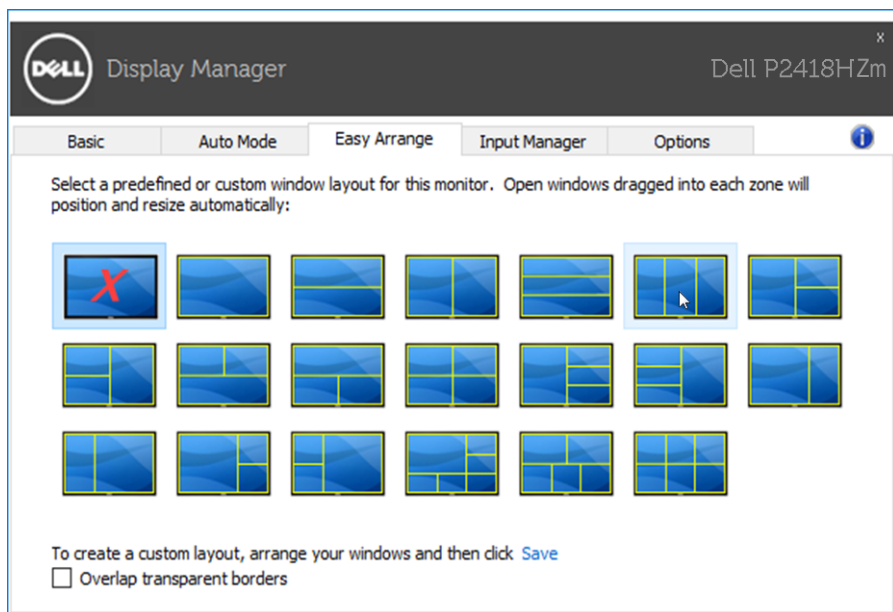 x
DELL Display Manager
Dell P2418HZm
Basic
Auto Mode
Easy Arrange
Input Manager
Options
i
Select a predefined or custom window layout for this monitor. Open windows dragged into each zone will
position and resize automatically:
X
To create a custom layout, arrange your windows and then click Save
Overlap transparent borders